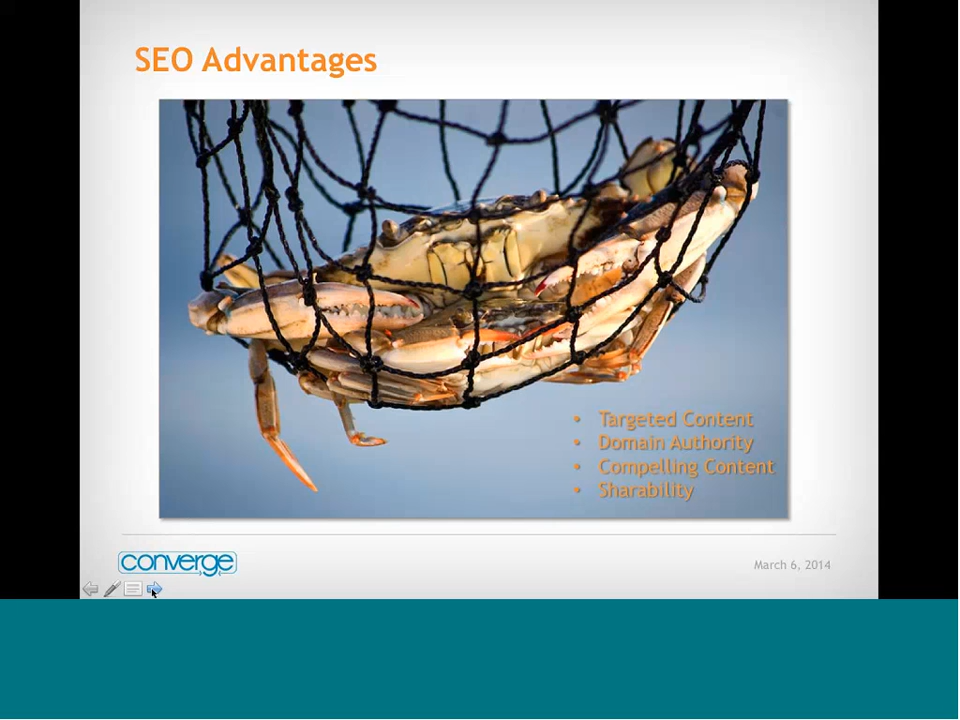 SEO Advantages
• Targeted Content
• Domain Authority
• Compelling Content
• Sharability
converge
March 6, 2014